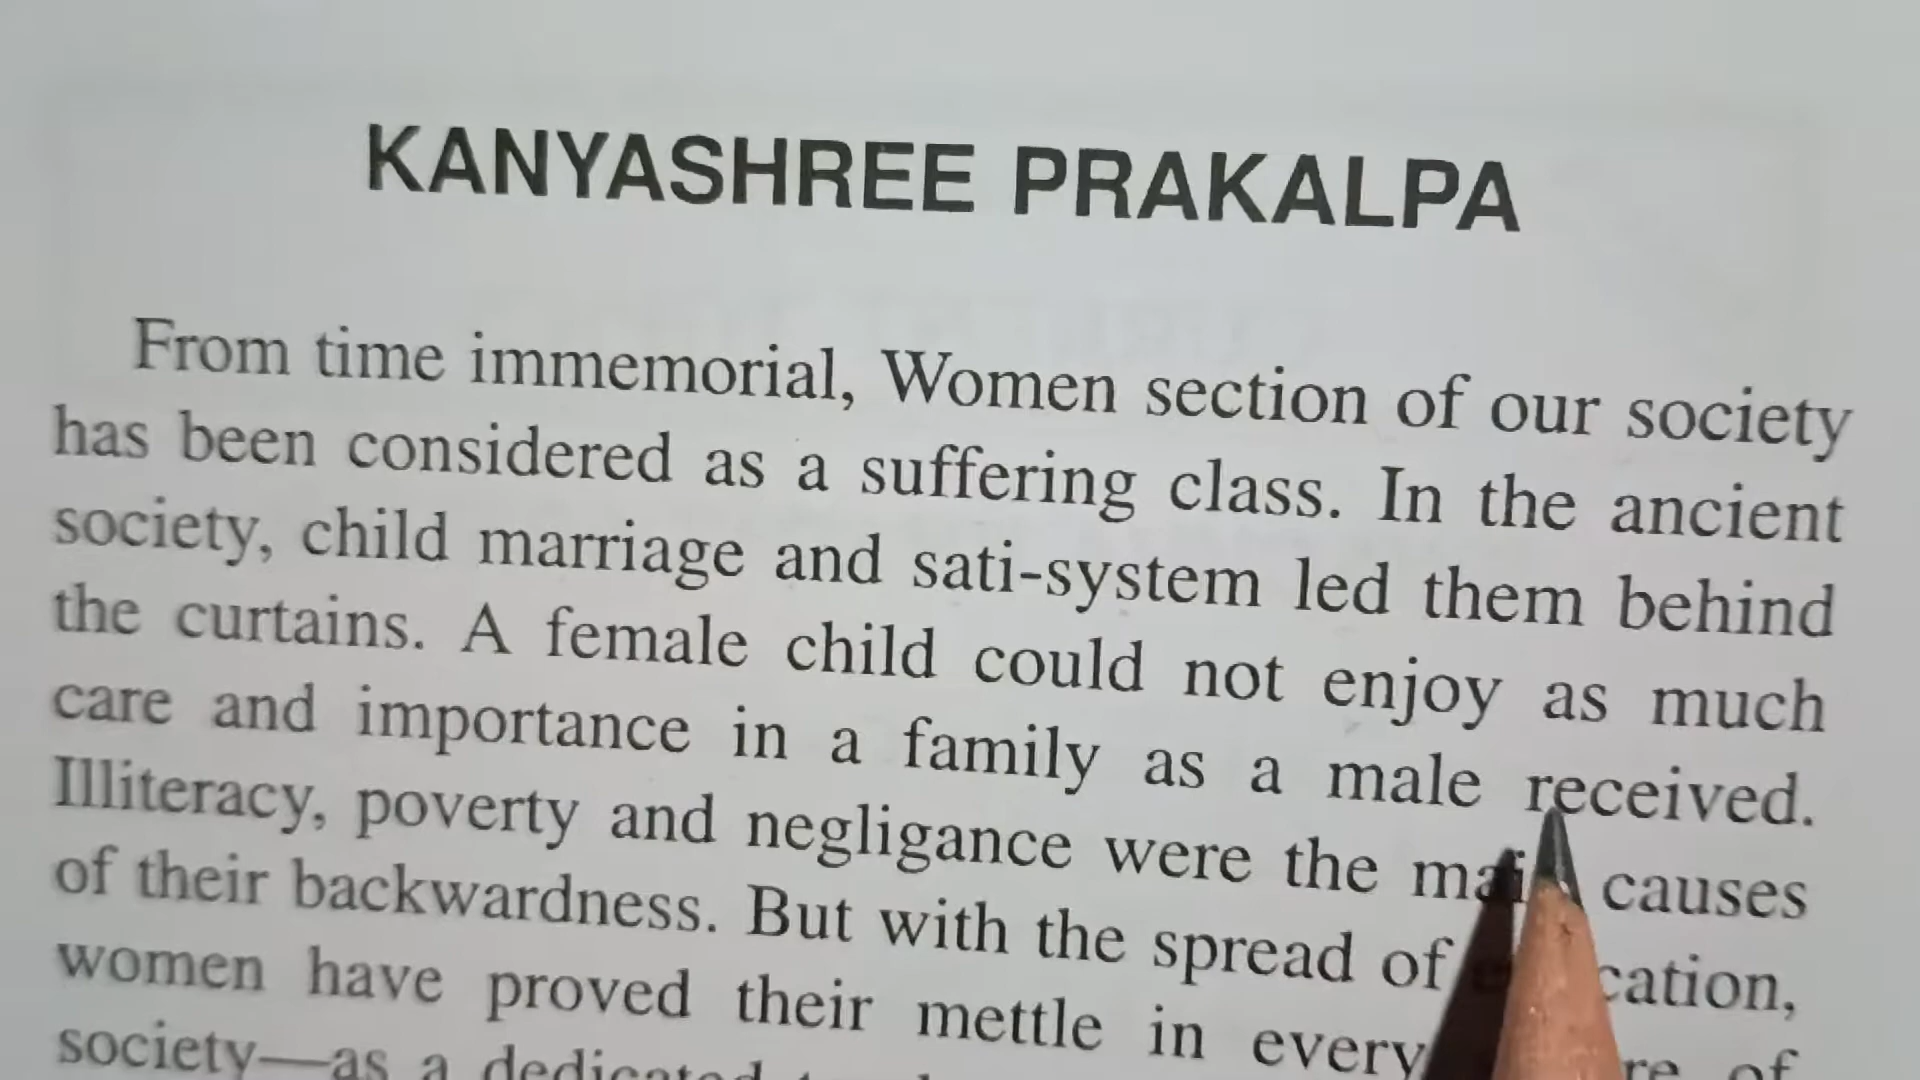 KANYASHREE PRAKALPA
From time immemorial, Women section of our society
has been considered as a suffering class. In the ancient
society, child marriage and sati-system led them behind
the curtains. A female child could not enjoy as much
care and importance in a family as a male received.
Illiteracy, poverty and negligance were the main causes
of their backwardness. But with the spread of
women have proved their mettle in every of
society—as a dedicated